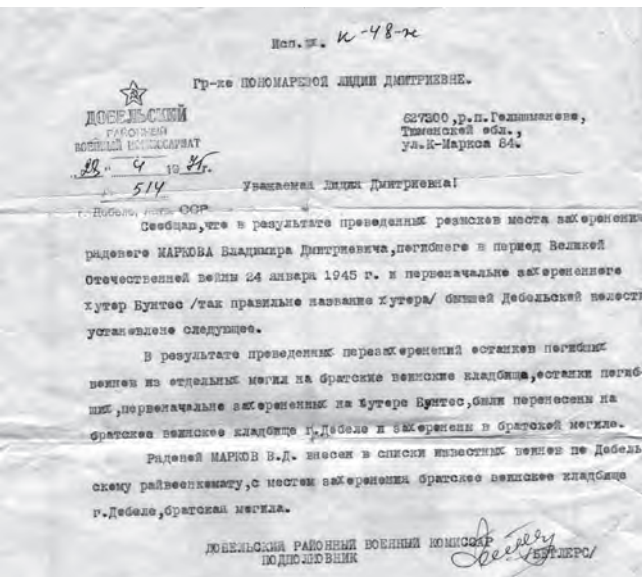 Исп.вх. к-48-ж
Гр-ке ПОНОМАРЕВОЙ ЛИДИИ ДМИТРИЕВНЕ.
ДОБЕЛЬСКИЙ
РАЙОННЫЙ
ВОЕННЫЙ КОМИССАРИАТ
"28" 4 1971г.
514
г. Добеле, Латв. ССР
627300,р.п.Голышманово,
Тюменской обл.,
ул.К-Маркса 84.
Уважаемая Лидия Дмитриевна!
Сообщаю,что в результате проведенных розысков места захоронения
рядового МАРКОВА Владимира Дмитриевича,погибшего в период Великой
Отечественной войны 24 января 1945 г. и первоначально захороненного
хутор Бунтес /так правильно название хутора/ бывшей Добельской волости
установлено следующее.
В результате проведенных перезахоронений останков погибших
воинов из отдельных могил на братские воинские кладбища,останки погиб-
ших,первоначально захороненных на хуторе Бунтес,были перенесены на
братское воинское кладбище г.Добеле и захоронены в братской могиле.
Рядовой МАРКОВ В.Д. внесен в списки известных воинов по Добель-
скому райвоенкомату,с местом захоронения братское воинское кладбище
г.Добеле,братская могила.
ДОБЕЛЬСКИЙ РАЙОННЫЙ ВОЕННЫЙ КОМИССАР
ПОДПОЛКОВНИК /БЕТЛЕРС/